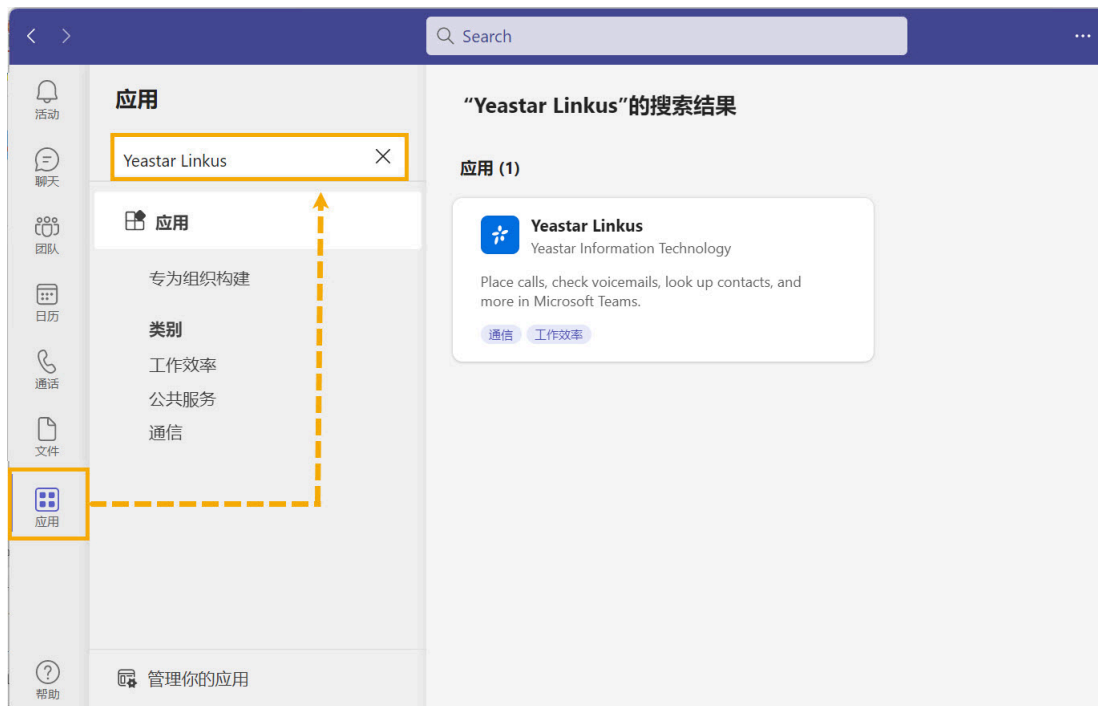 Search
活动
聊天
团队
日历
通话
文件
应用
帮助
应用
Yeastar Linkus
应用
专为组织构建
类别
工作效率
公共服务
通信
管理你的应用
“Yeastar Linkus”的搜索结果
应用 (1)
Yeastar Linkus
Yeastar Information Technology
Place calls, check voicemails, look up contacts, and
more in Microsoft Teams.
通信 工作效率